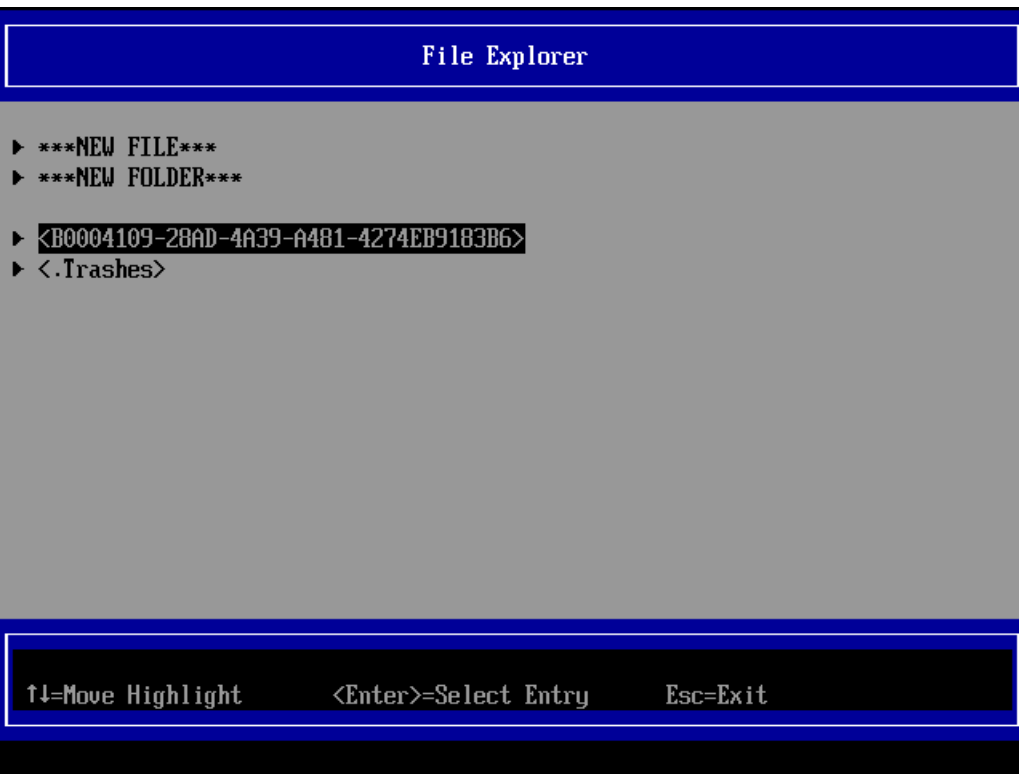 File Explorer
***NEW FILE***
***NEW FOLDER***
<B0004109-28AD-4A39-A481-4274EB9183B6>
<.Trashes>
↑↓=Move Highlight <Enter>=Select Entry Esc=Exit